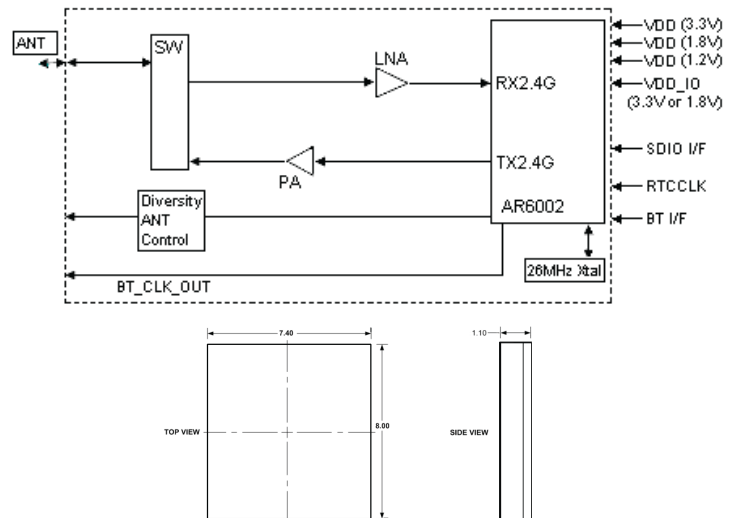 ANT
SW
LNA
RX2.4G
PA
TX2.4G
AR6002
Diversity
ANT
Control
BT_CLK_OUT
26MHz Xtal
VDD (3.3V)
VDD (1.8V)
VDD (1.2V)
VDD_IO
(3.3V or 1.8V)
SDIO I/F
RTCCLK
BT I/F
7.40
1.10
TOP VIEW
8.00
SIDE VIEW